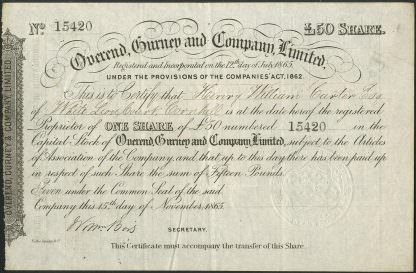 No. 15420 £50 SHARE.
Overend, Gurney and Company, Limited,
Registered and Incorporated on the 12th day of July 1865,
UNDER THE PROVISIONS OF THE COMPANIES' ACT, 1862.
This is to Certify that Henry William Carter Esq
of White Lion Court, Cornhill is at the date hereof the registered
Proprietor of ONE SHARE of £50 numbered 15420 in the
Capital Stock of Overend, Gurney and Company, Limited, subject to the Articles
of Association of the Company, and that up to this day there has been paid up
in respect of such Share the sum of Fifteen Pounds.
Given under the Common Seal of the said
Company this 15th day of November, 1865.
SECRETARY.
This Certificate must accompany the transfer of this Share.
OVEREND GURNEY & COMPANY LIMITED.